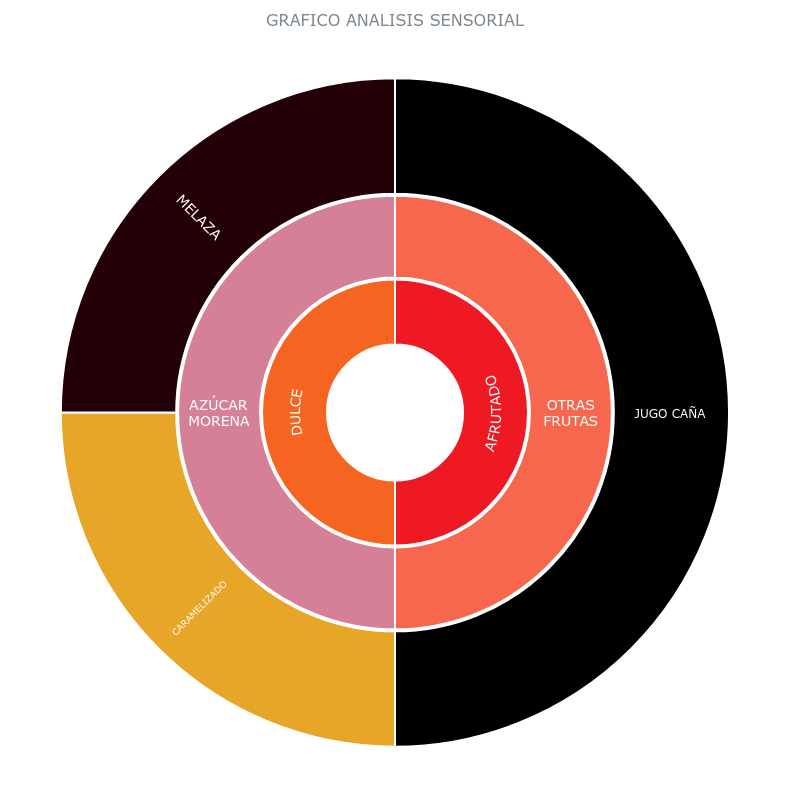 GRAFICO ANALISIS SENSORIAL
MELAZA
AZÚCAR
MORENA
DULCE
AFRUTADO
OTRAS
FRUTAS
JUGO CAÑA
CARAMELIZADO